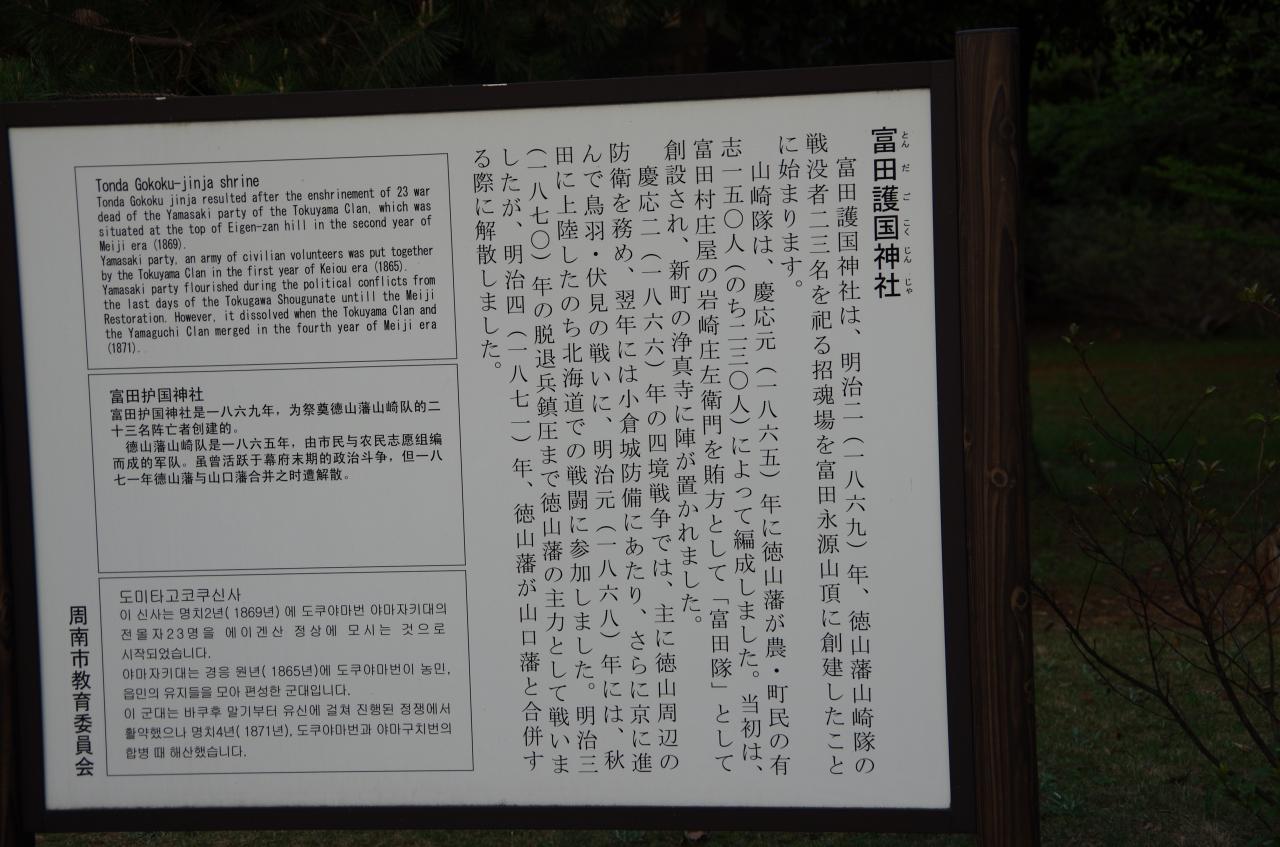 富田護国神社
とんだごこくじんじゃ
富田護国神社は、明治二（一八六九）年、徳山藩山崎隊の
戦没者二三名を祀る招魂場を富田永源山頂に創建したこと
に始まります。
山崎隊は、慶応元（一八六五）年に徳山藩が農・町民の有
志一五〇人（のち二三〇人）によって編成しました。当初は、
富田村庄屋の岩崎庄左衛門を賄方として「富田隊」として
創設され、新町の浄真寺に陣が置かれました。
慶応二（一八六六）年の四境戦争では、主に徳山周辺の
防衛を務め、翌年には小倉城防備にあたり、さらに京に進
んで鳥羽・伏見の戦いに、明治元（一八六八）年には、秋
田に上陸したのち北海道での戦闘に参加しました。明治三
（一八七〇）年の脱退兵鎮圧まで徳山藩の主力として戦いま
したが、明治四（一八七一）年、徳山藩が山口藩と合併す
る際に解散しました。
Tonda Gokoku-jinja shrine
Tonda Gokoku jinja resulted after the enshrinement of 23 war
dead of the Yamasaki party of the Tokuyama Clan, which was
situated at the top of Eigen-zan hill in the second year of
Meiji era (1869).
Yamasaki party, an army of civilian volunteers was put together
by the Tokuyama Clan in the first year of Keiou era (1865).
Yamasaki party flourished during the political conflicts from
the last days of the Tokugawa Shougunate untill the Meiji
Restoration. However, it dissolved when the Tokuyama Clan and
the Yamaguchi Clan merged in the fourth year of Meiji era
(1871).
富田护国神社
富田护国神社是一八六九年，为祭奠德山藩山崎队的二
十三名阵亡者创建的。
德山藩山崎队是一八六五年，由市民与农民志愿组编
而成的军队。虽曾活跃于幕府末期的政治斗争，但一八
七一年德山藩与山口藩合并之时遭解散。
도미타고코쿠신사
이 신사는 명치2년( 1869년) 에 도쿠야마번 야마자키대의
전몰자23명을 에이겐산 정상에 모시는 것으로
시작되었습니다.
야마자키대는 경응 원년( 1865년)에 도쿠야마번이 농민,
읍민의 유지들을 모아 편성한 군대입니다.
이 군대는 바쿠후 말기부터 유신에 걸쳐 진행된 정쟁에서
활약했으나 명치4년( 1871년), 도쿠야마번과 야마구치번의
합병 때 해산했습니다.
周南市教育委員会